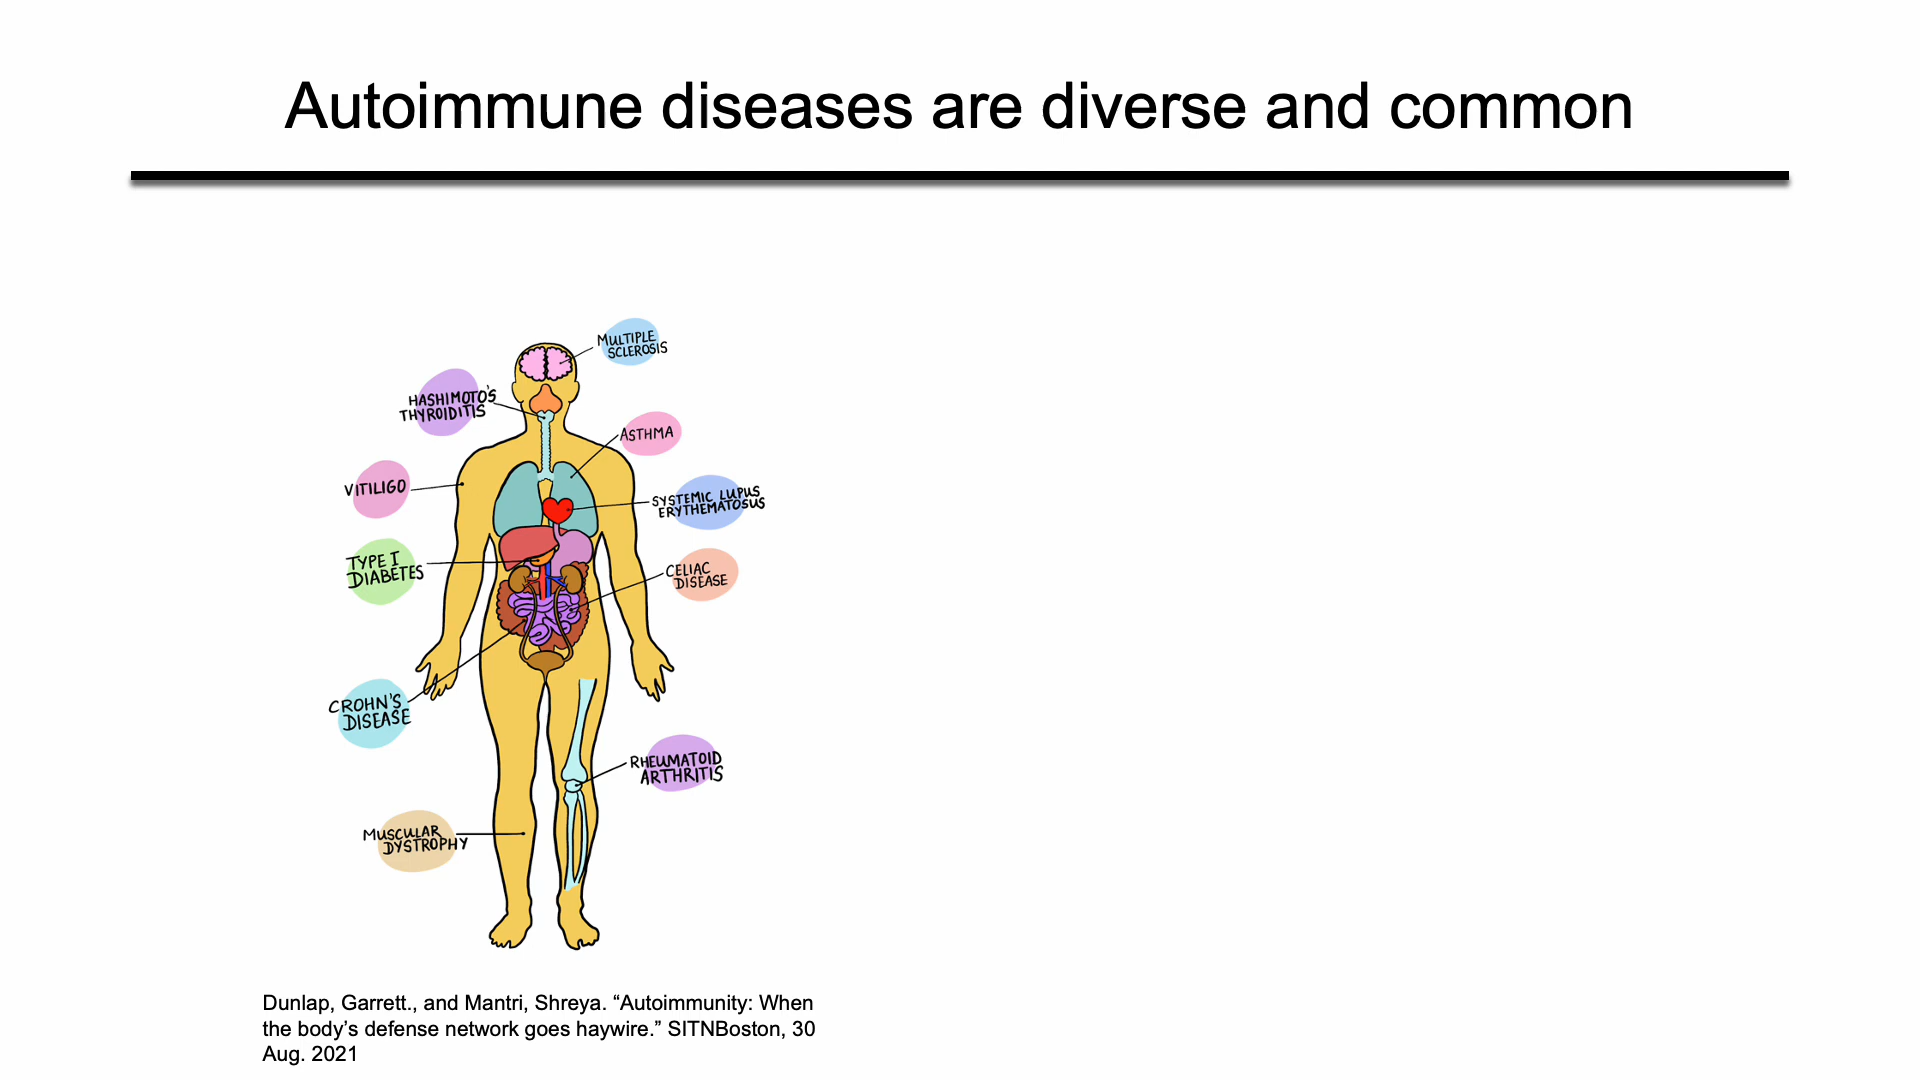 Autoimmune diseases are diverse and common
MULTIPLE
SCLEROSIS
HASHIMOTO'S
THYROIDITIS
ASTHMA
VITILIGO
SYSTEMIC LUPUS
ERYTHEMATOSUS
TYPE I
DIABETES
CELIAC
DISEASE
CROHN'S
DISEASE
RHEUMATOID
ARTHRITIS
MUSCULAR
DYSTROPHY
Dunlap, Garrett., and Mantri, Shreya. “Autoimmunity: When
the body’s defense network goes haywire.” SITNBoston, 30
Aug. 2021